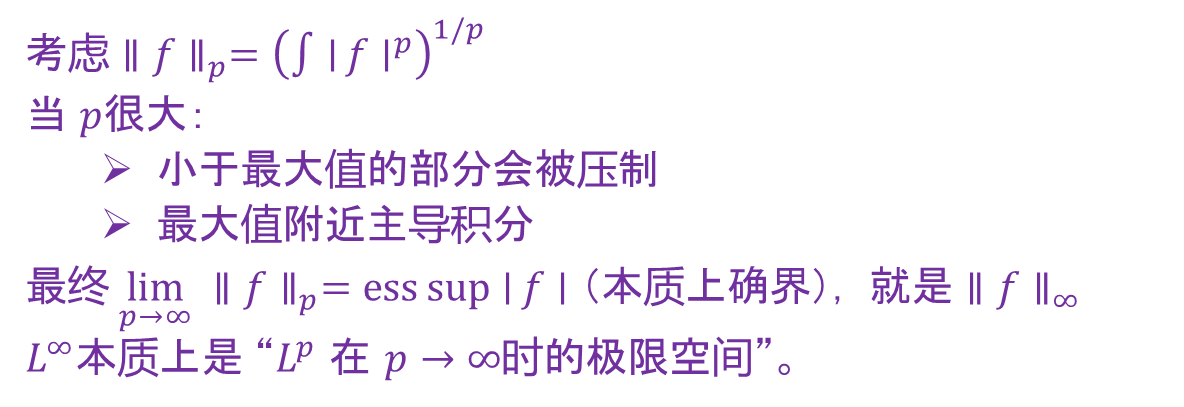 考虑 ∥ f ∥ₚ= (∫ ∣ f ∣ᵖ)^{1/p}
当 p很大：
➢ 小于最大值的部分会被压制
➢ 最大值附近主导积分
最终 lim_{p→∞} ∥ f ∥ₚ= ess sup ∣ f ∣（本质上确界），就是 ∥ f ∥_∞
L^∞本质上是 “Lᵖ 在 p → ∞时的极限空间”。